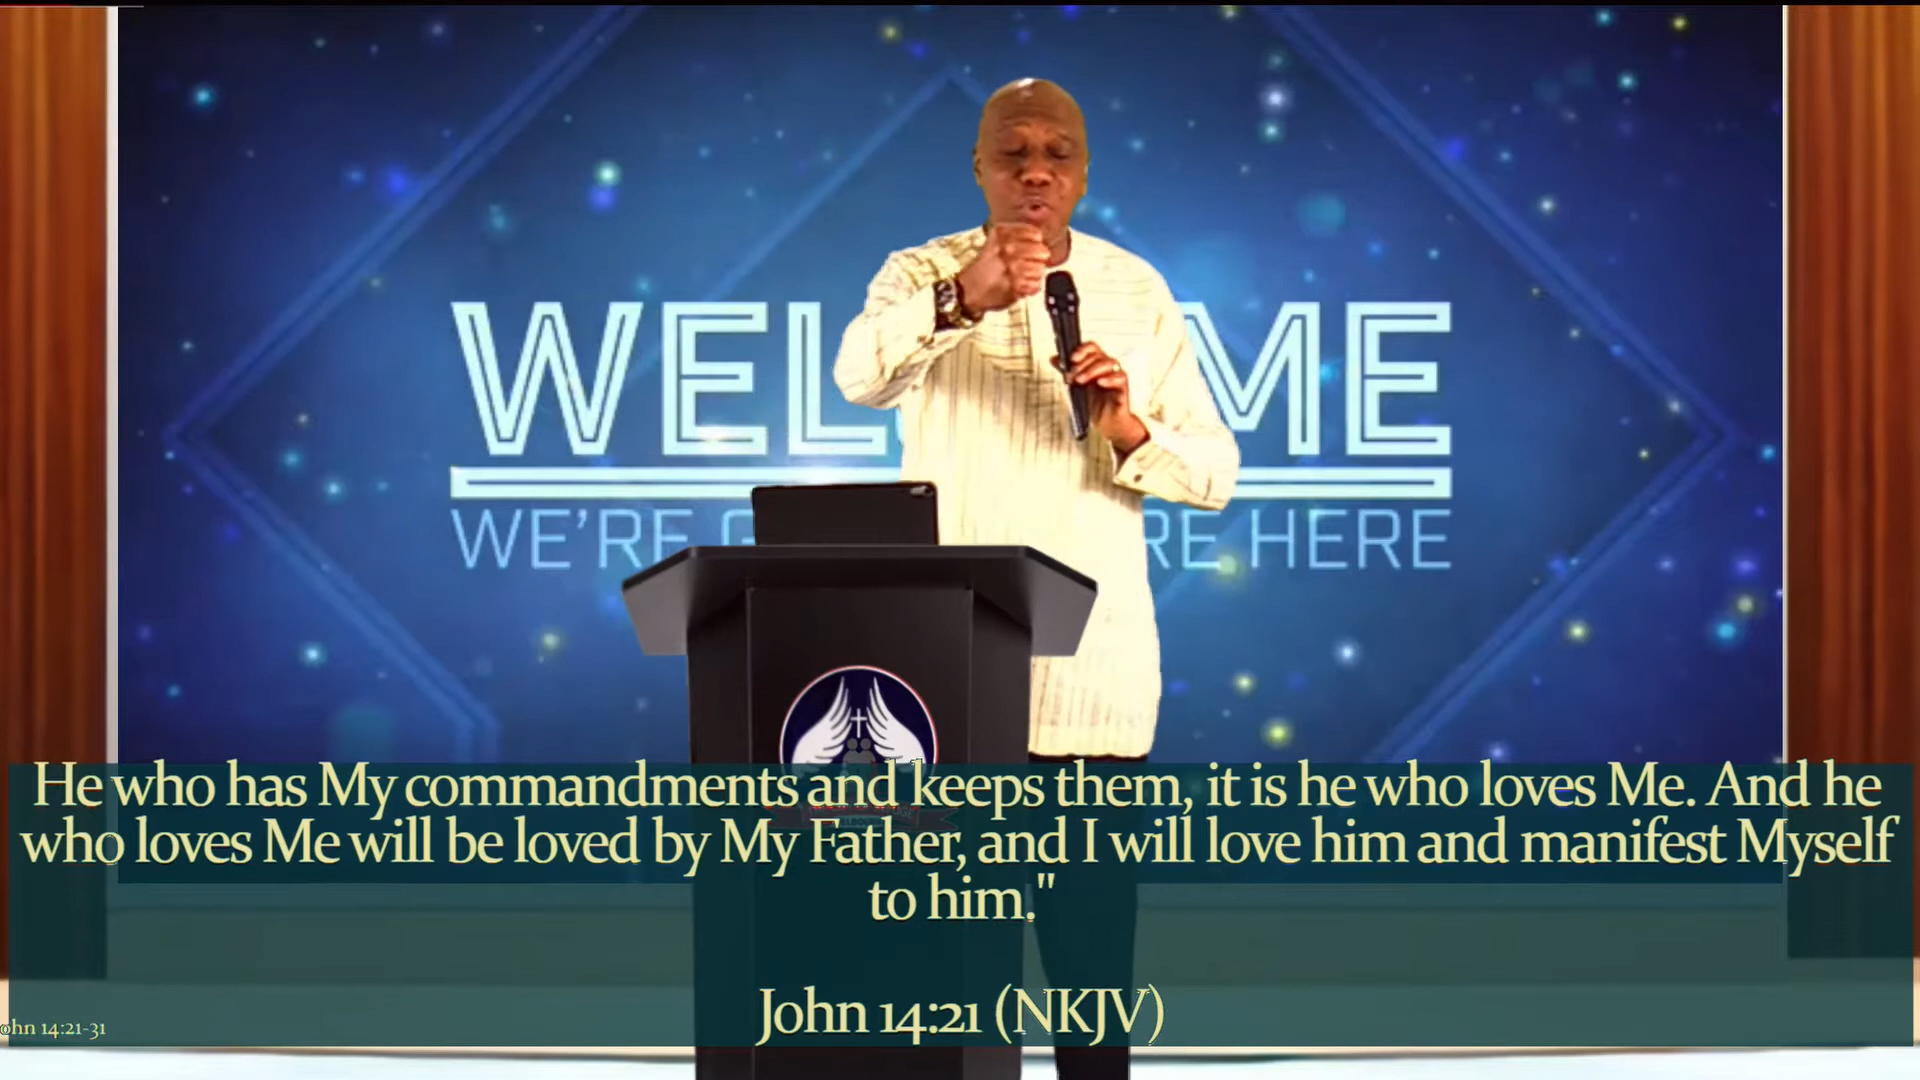 WEL ME
WE'RE RE HERE
He who has My commandments and keeps them, it is he who loves Me. And he
who loves Me will be loved by My Father, and I will love him and manifest Myself
to him."
John 14:21 (NKJV)
ohn 14:21-31